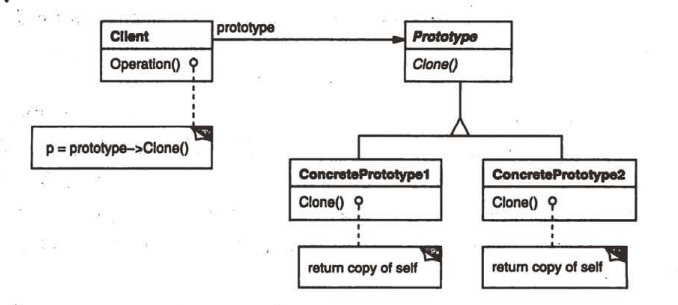 Client
prototype
Prototype
Operation()
Clone()
p = prototype–>Clone()
ConcretePrototype1
ConcretePrototype2
Clone()
Clone()
return copy of self
return copy of self